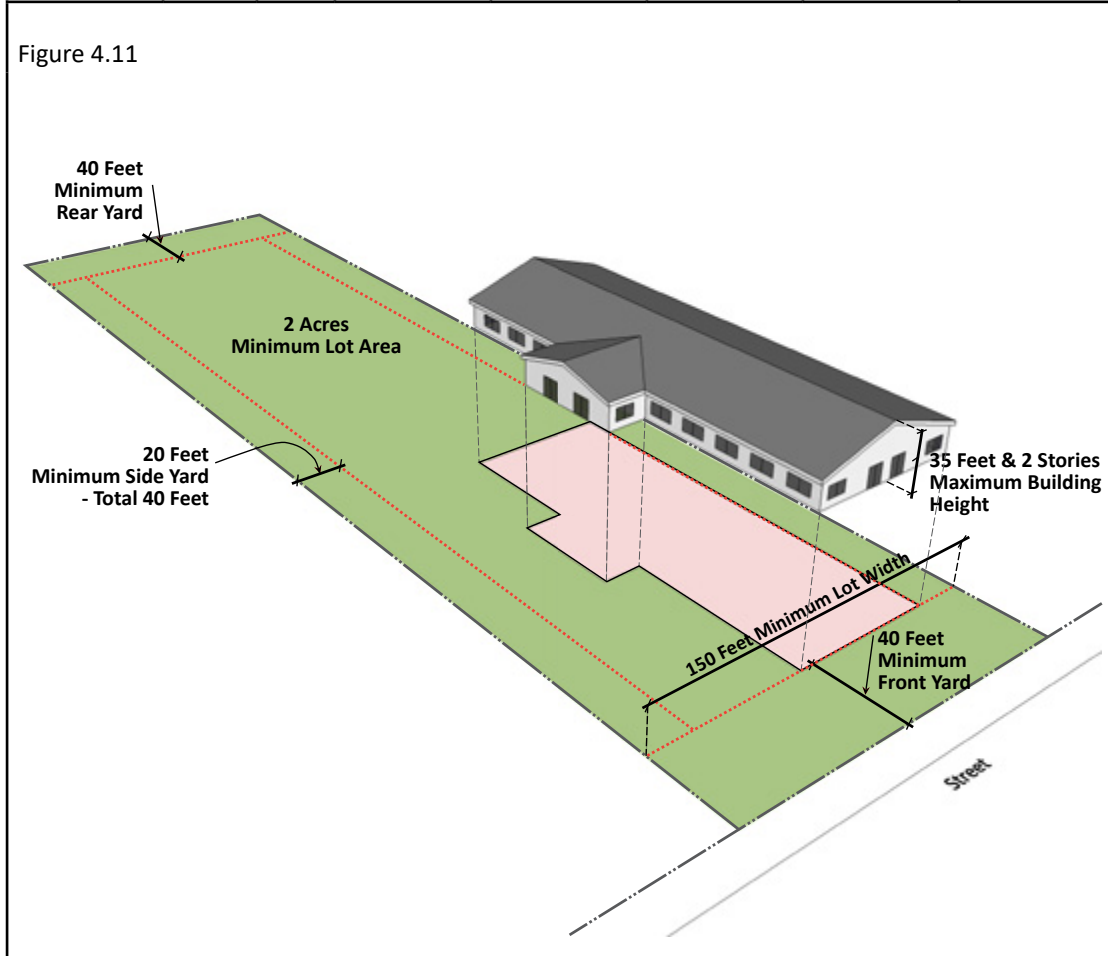 Figure 4.11
40 Feet
Minimum
Rear Yard
2 Acres
Minimum Lot Area
20 Feet
Minimum Side Yard
- Total 40 Feet
35 Feet & 2 Stories
Maximum Building
Height
150 Feet Minimum Lot Width
40 Feet
Minimum
Front Yard
Street